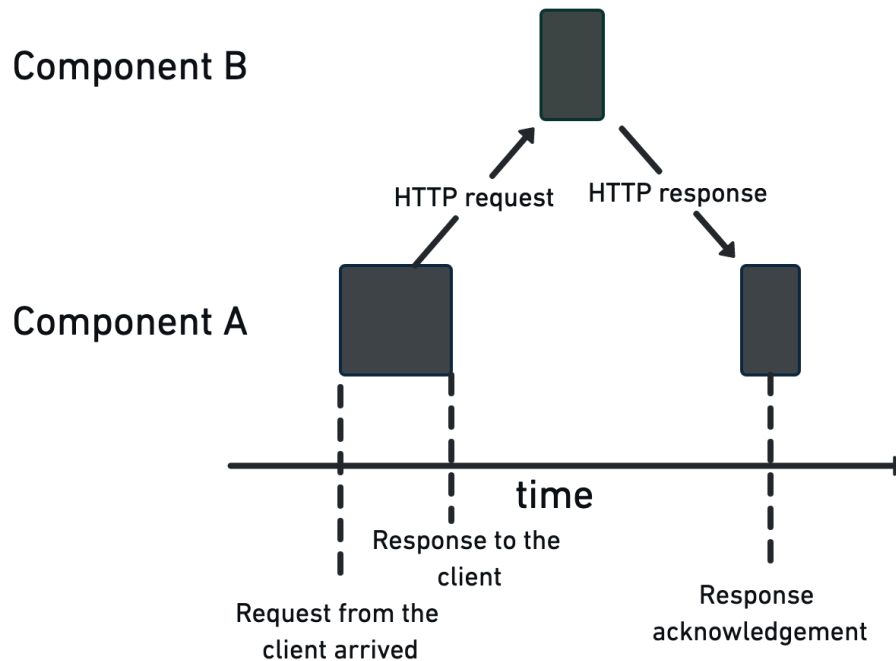 Component B
HTTP request
HTTP response
Component A
time
Response to the
client
Request from the
client arrived
Response
acknowledgement